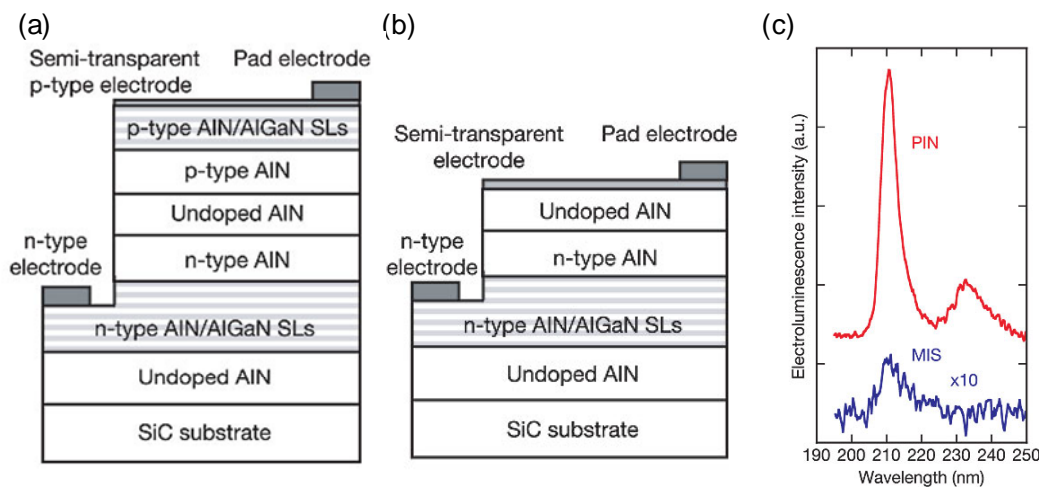 (a)
Semi-transparent
p-type electrode
Pad electrode
p-type AlN/AlGaN SLs
p-type AlN
Undoped AlN
n-type
electrode
n-type AlN
n-type AlN/AlGaN SLs
Undoped AlN
SiC substrate
(b)
Semi-transparent
electrode
Pad electrode
Undoped AlN
n-type
electrode
n-type AlN
n-type AlN/AlGaN SLs
Undoped AlN
SiC substrate
(c)
Electroluminescence intensity (a.u.)
PIN
MIS
x10
190 200 210 220 230 240 250
Wavelength (nm)